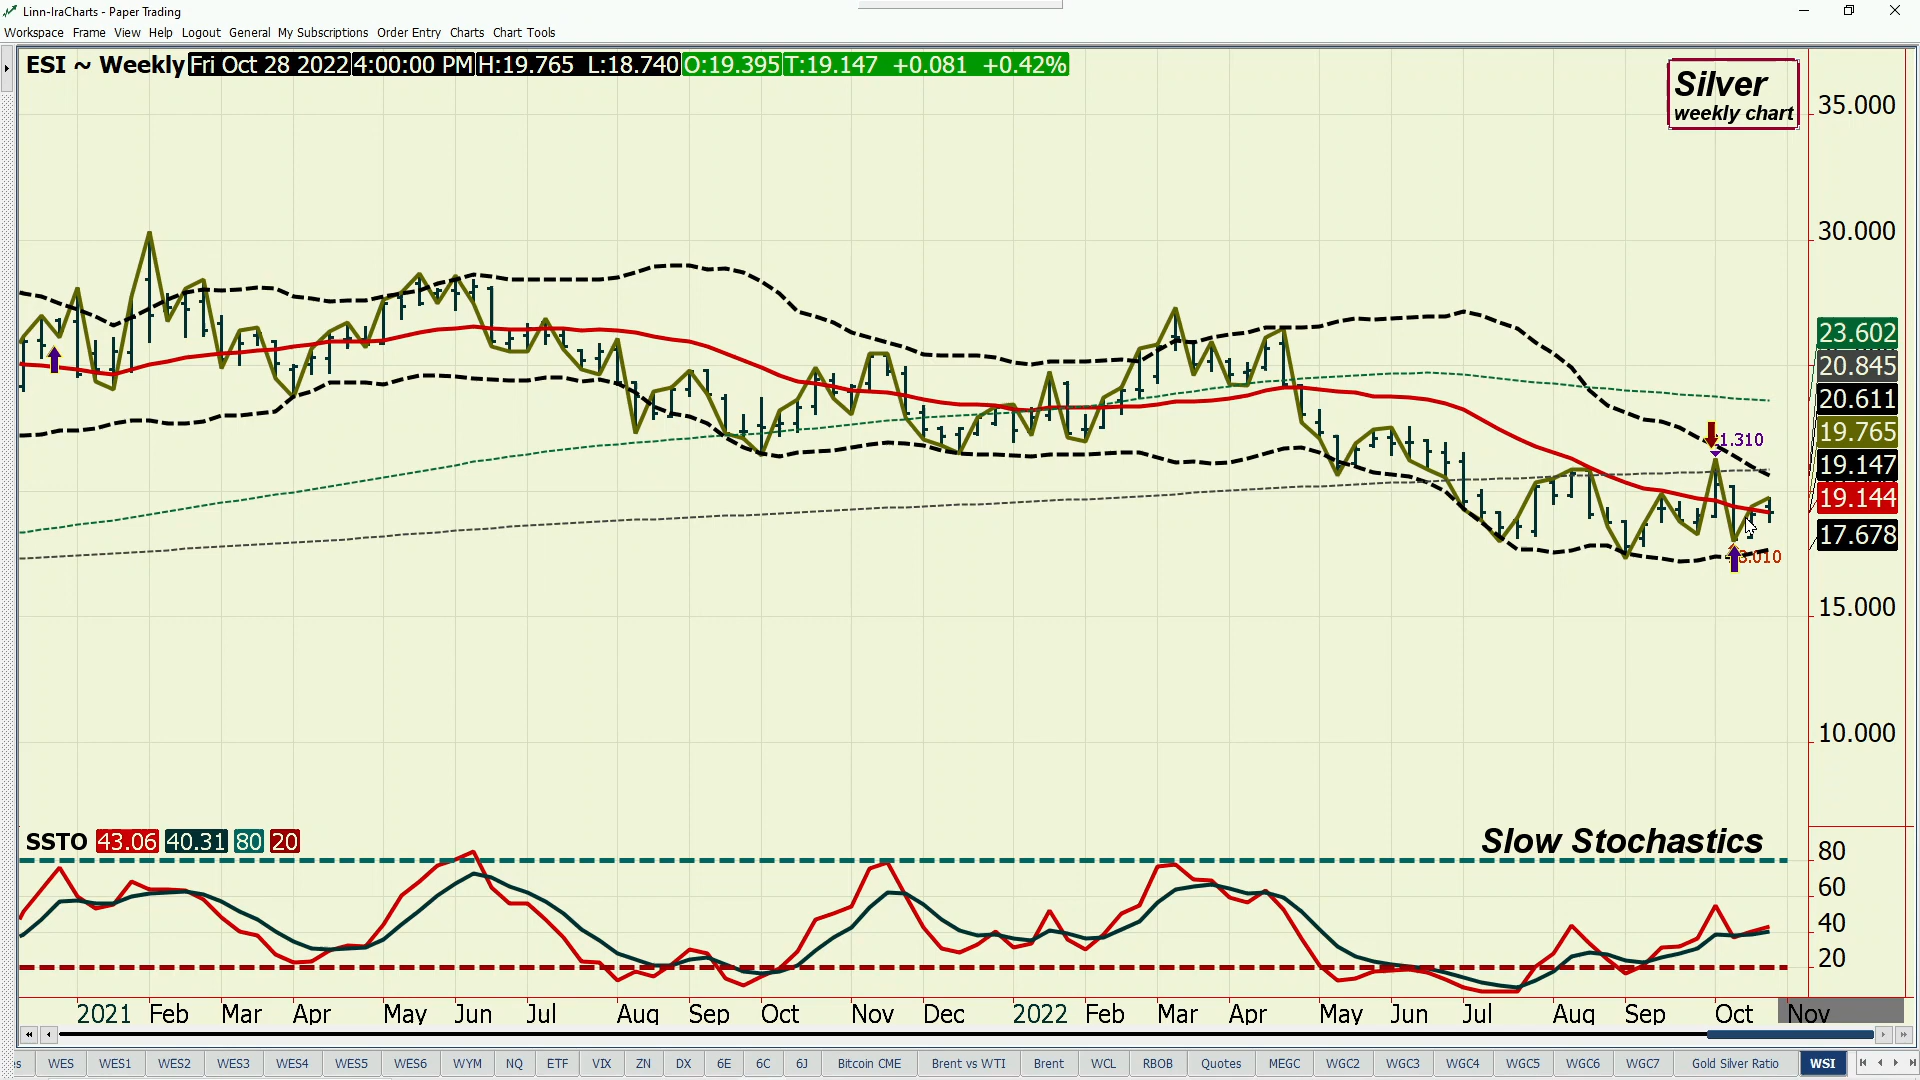 Linn-IraCharts - Paper Trading
Workspace Frame View Help Logout General My Subscriptions Order Entry Charts Chart Tools
ESI ~ Weekly Fri Oct 28 2022 4:00:00 PM H:19.765 L:18.740 O:19.395 T:19.147 +0.081 +0.42%
Silver
weekly chart
35.000
30.000
23.602
20.845
20.611
19.765
19.147
19.144
17.678
15.000
10.000
SSTO 43.06 40.31 80 20
Slow Stochastics
80
60
40
20
2021 Feb Mar Apr May Jun Jul Aug Sep Oct Nov Dec 2022 Feb Mar Apr May Jun Jul Aug Sep Oct Nov
WES WES1 WES2 WES3 WES4 WES5 WES6 WYM NQ ETF VIX ZN DX 6E 6C 6J Bitcoin CME Brent vs WTI Brent WCL RBOB Quotes MEGC WGC2 WGC3 WGC4 WGC5 WGC6 WGC7 Gold Silver Ratio WSI